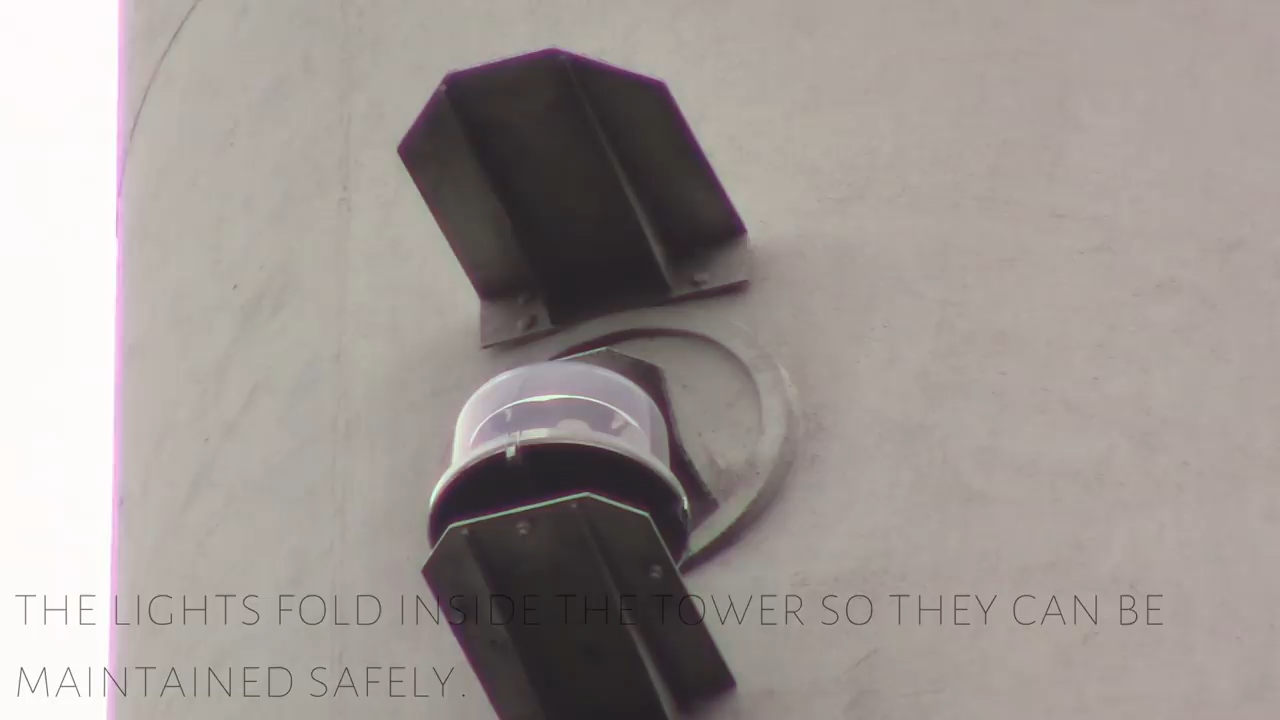 THE LIGHTS FOLD INSIDE THE TOWER SO THEY CAN BE
MAINTAINED SAFELY.